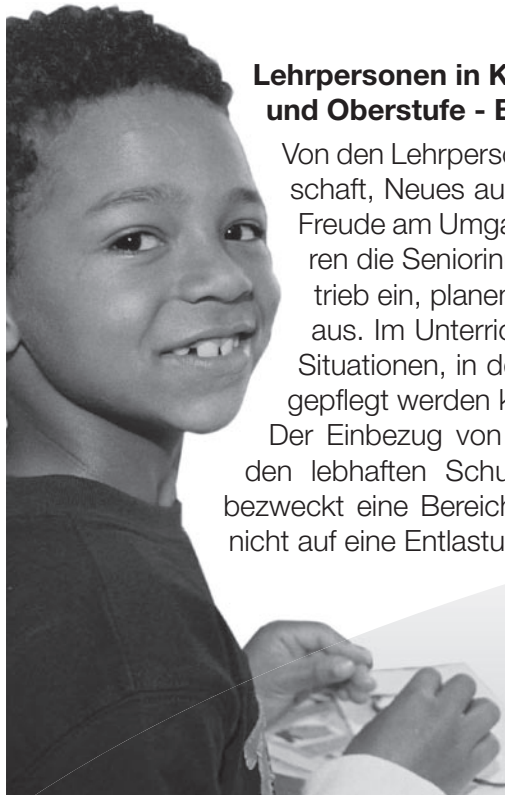 Lehrpersonen in K
und Oberstufe - E
Von den Lehrperso
schaft, Neues au
Freude am Umga
ren die Seniorin
trieb ein, planen
aus. Im Unterric
Situationen, in de
gepflegt werden k
Der Einbezug von
den lebhaften Schu
bezweckt eine Bereich
nicht auf eine Entlastu